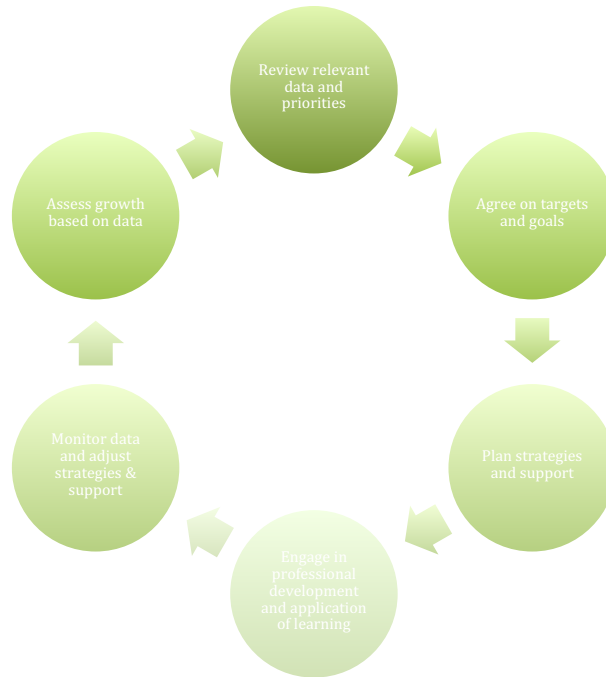 Review relevant
data and
priorities
Agree on targets
and goals
Plan strategies
and support
Engage in
professional
development
and application
of learning
Monitor data
and adjust
strategies &
support
Assess growth
based on data